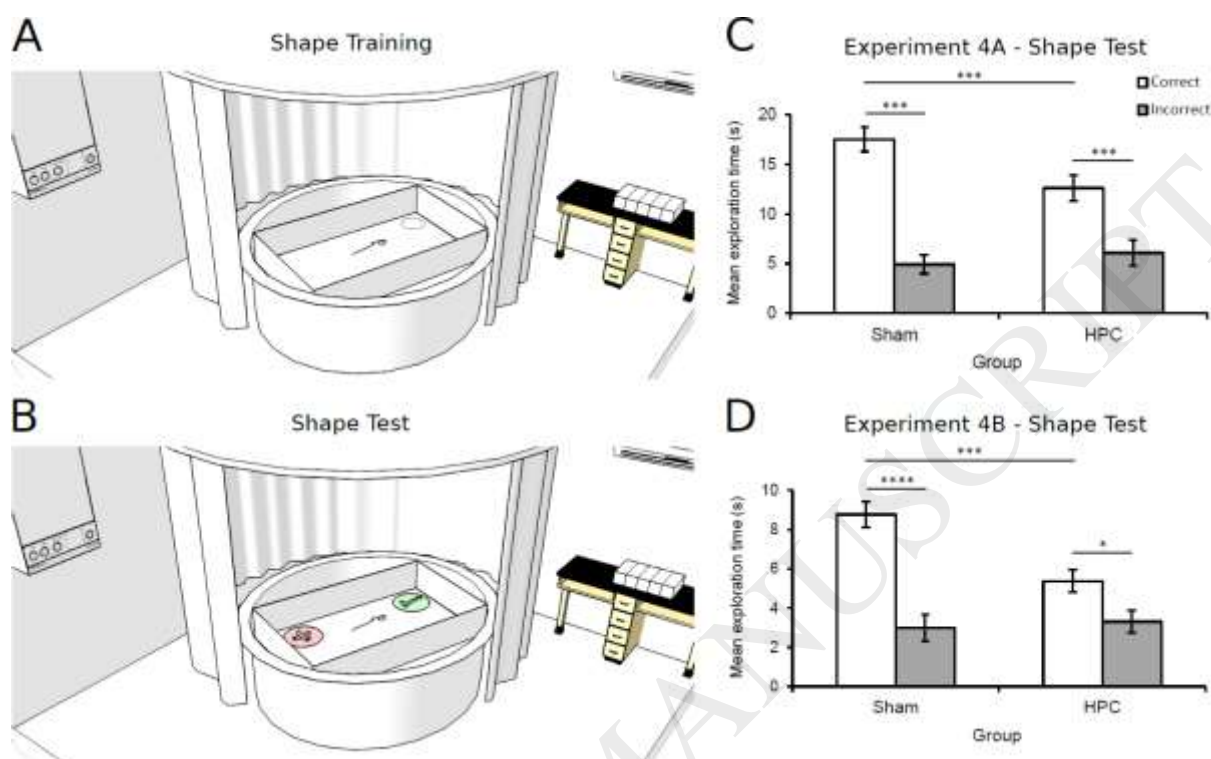 A
Shape Training
B
Shape Test
C
Experiment 4A - Shape Test
***
Correct
Incorrect
***
***
Mean exploration time (s)
20
15
10
5
0
Sham
HPC
Group
D
Experiment 4B - Shape Test
***
****
*
Mean exploration time (s)
10
8
6
4
2
0
Sham
HPC
Group
MANUSCRIPT